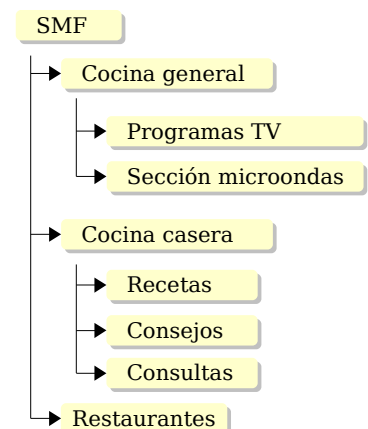 SMF
Cocina general
Programas TV
Sección microondas
Cocina casera
Recetas
Consejos
Consultas
Restaurantes